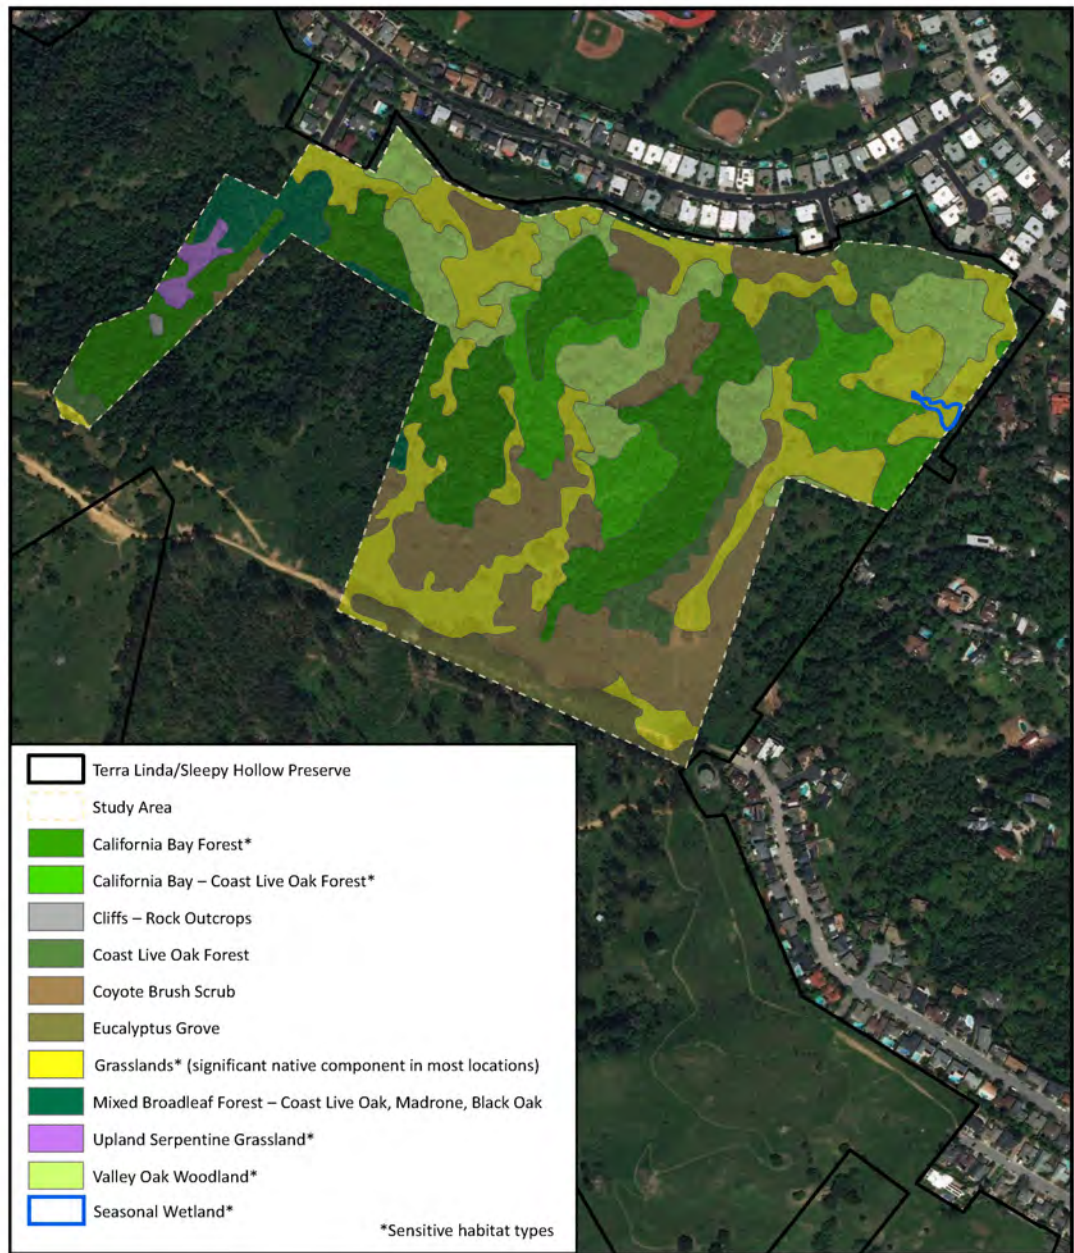 Terra Linda/Sleepy Hollow Preserve
Study Area
California Bay Forest*
California Bay – Coast Live Oak Forest*
Cliffs – Rock Outcrops
Coast Live Oak Forest
Coyote Brush Scrub
Eucalyptus Grove
Grasslands* (significant native component in most locations)
Mixed Broadleaf Forest – Coast Live Oak, Madrone, Black Oak
Upland Serpentine Grassland*
Valley Oak Woodland*
Seasonal Wetland*
*Sensitive habitat types